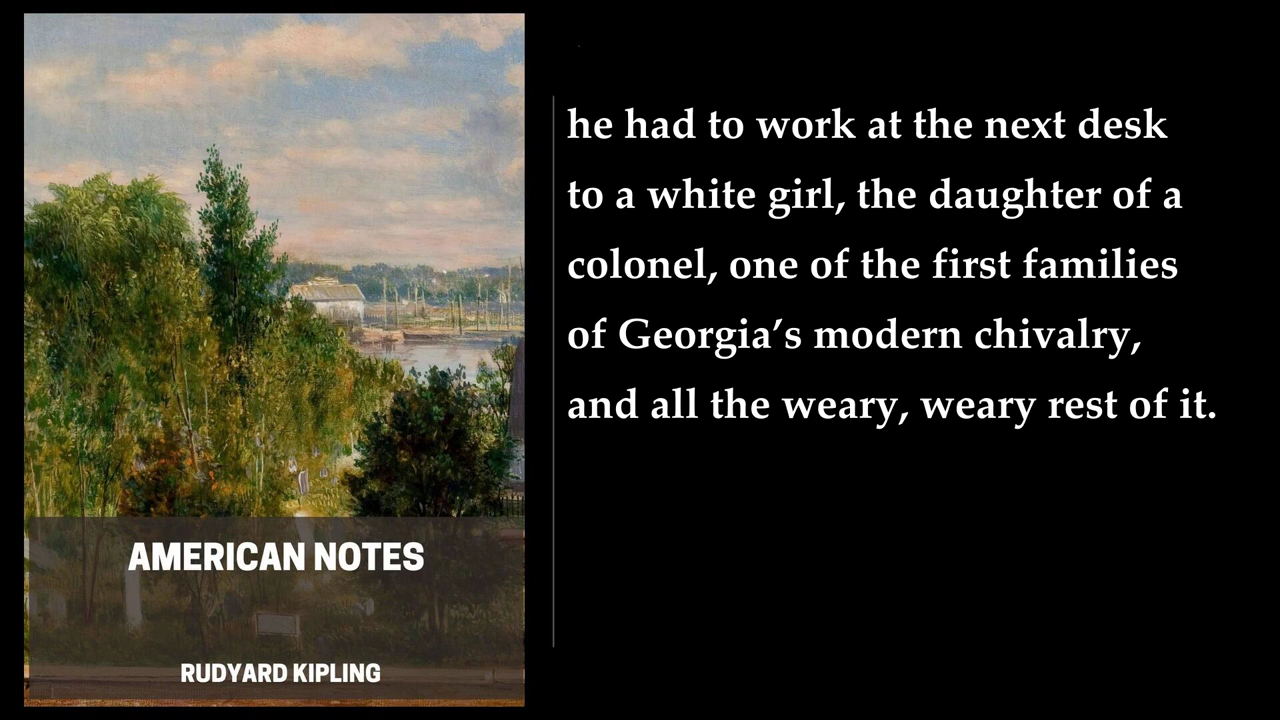 he had to work at the next desk
to a white girl, the daughter of a
colonel, one of the first families
of Georgia’s modern chivalry,
and all the weary, weary rest of it.
AMERICAN NOTES
RUDYARD KIPLING